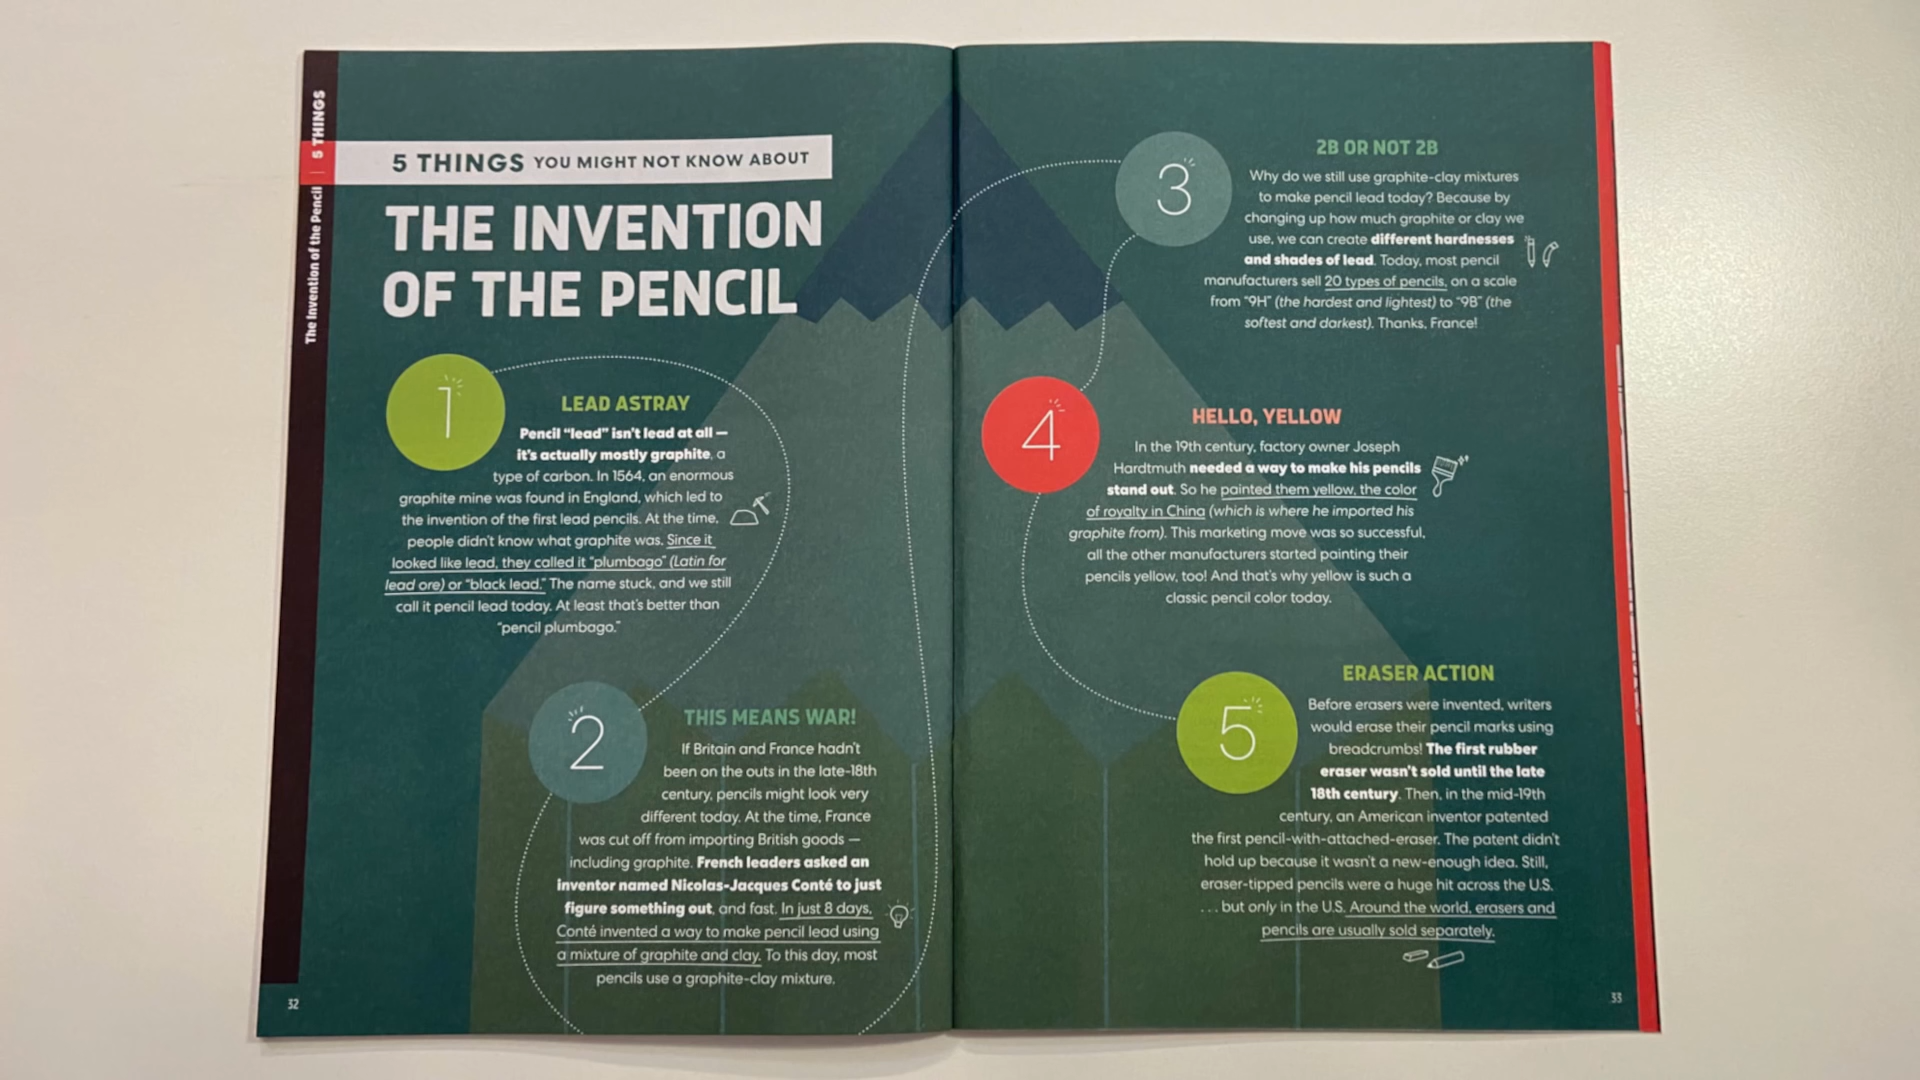 5 THINGS
The Invention of the Pencil
5 THINGS YOU MIGHT NOT KNOW ABOUT
THE INVENTION
OF THE PENCIL
1
LEAD ASTRAY
Pencil “lead” isn’t lead at all —
it’s actually mostly graphite, a
type of carbon. In 1564, an enormous
graphite mine was found in England, which led to
the invention of the first lead pencils. At the time,
people didn’t know what graphite was. Since it
looked like lead, they called it “plumbago” (Latin for
lead ore) or “black lead.” The name stuck, and we still
call it pencil lead today. At least that’s better than
“pencil plumbago.”
2
THIS MEANS WAR!
If Britain and France hadn’t
been on the outs in the late-18th
century, pencils might look very
different today. At the time, France
was cut off from importing British goods —
including graphite. French leaders asked an
inventor named Nicolas-Jacques Conté to just
figure something out, and fast. In just 8 days,
Conté invented a way to make pencil lead using
a mixture of graphite and clay. To this day, most
pencils use a graphite-clay mixture.
32
3
2B OR NOT 2B
Why do we still use graphite-clay mixtures
to make pencil lead today? Because by
changing up how much graphite or clay we
use, we can create different hardnesses
and shades of lead. Today, most pencil
manufacturers sell 20 types of pencils, on a scale
from “9H” (the hardest and lightest) to “9B” (the
softest and darkest). Thanks, France!
4
HELLO, YELLOW
In the 19th century, factory owner Joseph
Hardtmuth needed a way to make his pencils
stand out. So he painted them yellow, the color
of royalty in China (which is where he imported his
graphite from). This marketing move was so successful,
all the other manufacturers started painting their
pencils yellow, too! And that’s why yellow is such a
classic pencil color today.
5
ERASER ACTION
Before erasers were invented, writers
would erase their pencil marks using
breadcrumbs! The first rubber
eraser wasn’t sold until the late
18th century. Then, in the mid-19th
century, an American inventor patented
the first pencil-with-attached-eraser. The patent didn’t
hold up because it wasn’t a new-enough idea. Still,
eraser-tipped pencils were a huge hit across the U.S.
. . . but only in the U.S. Around the world, erasers and
pencils are usually sold separately.
33